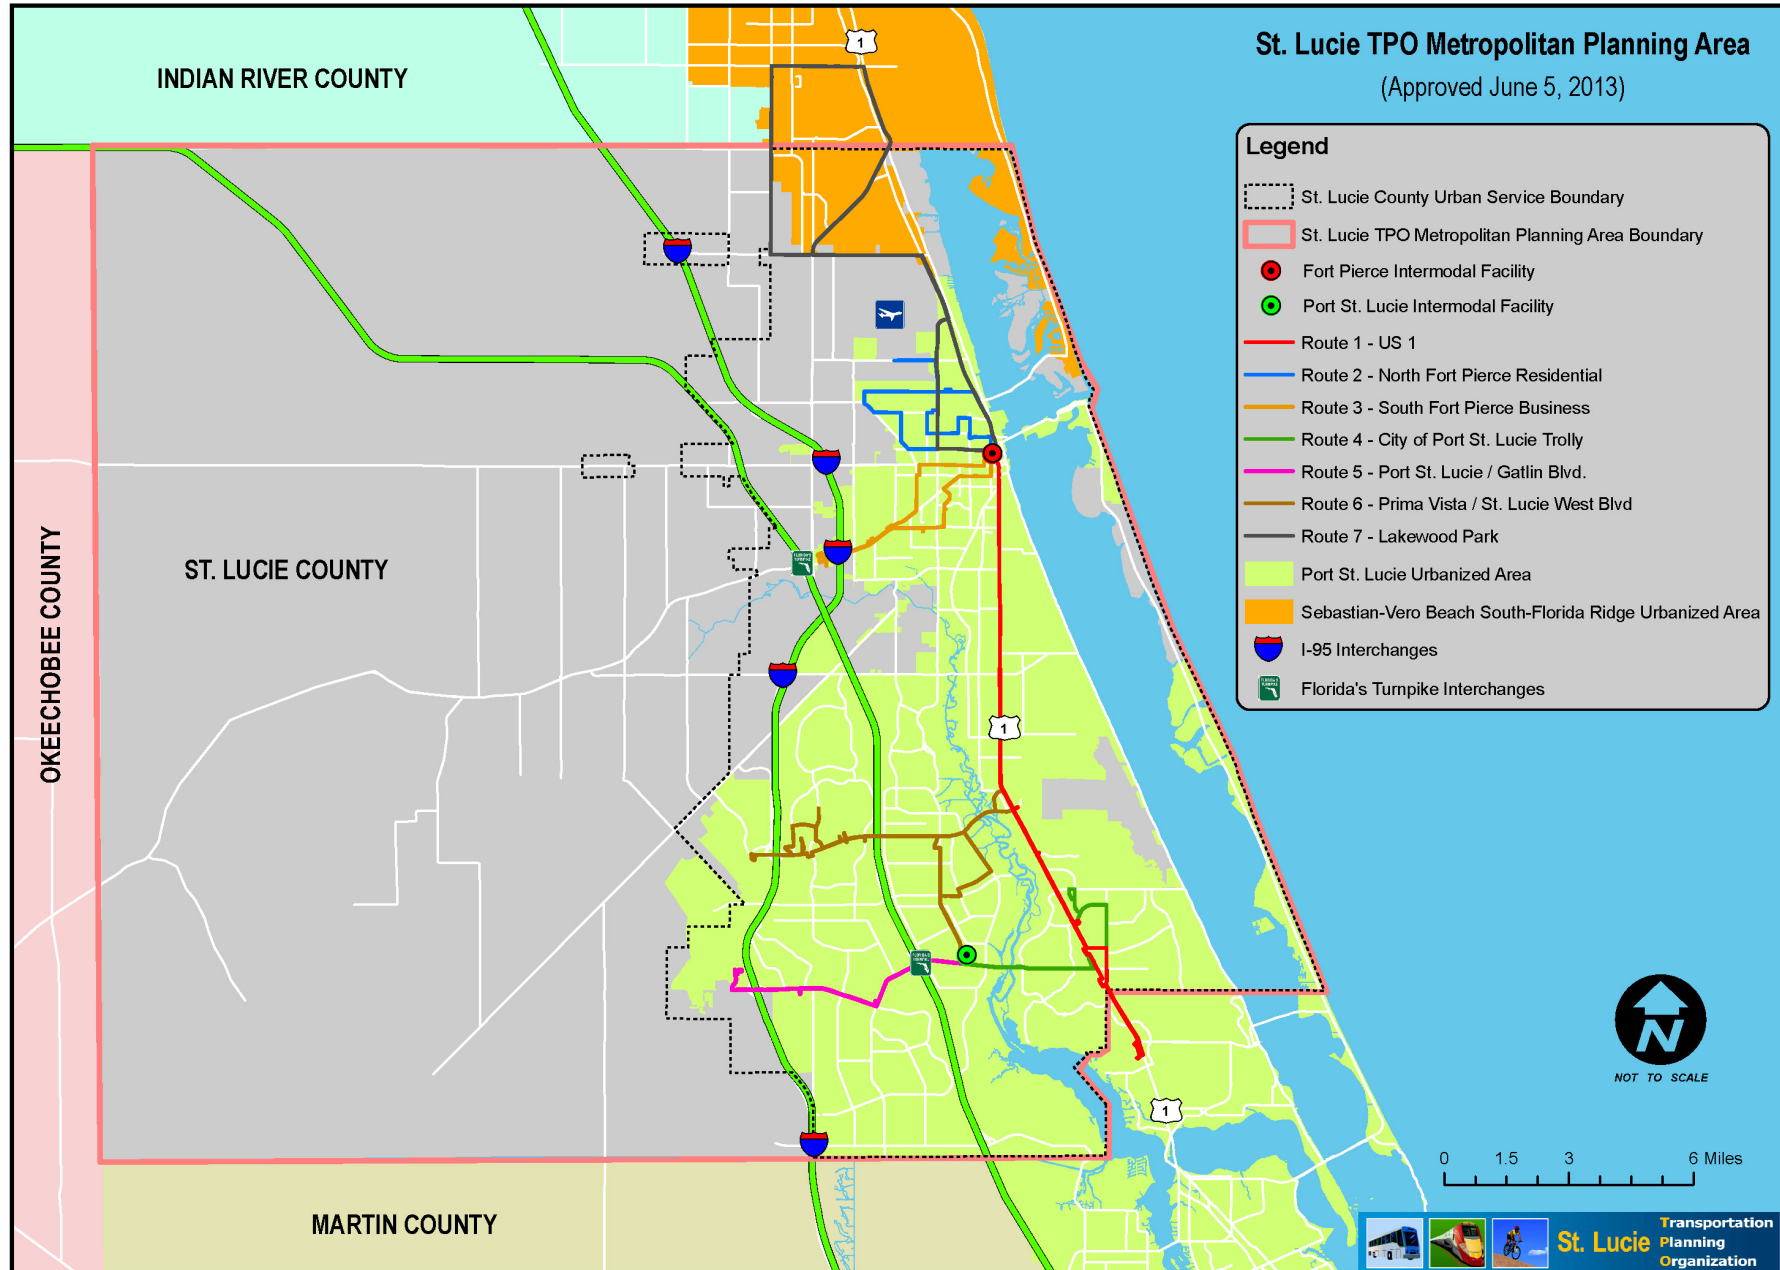 St. Lucie TPO Metropolitan Planning Area
(Approved June 5, 2013)
INDIAN RIVER COUNTY
1
Legend
St. Lucie County Urban Service Boundary
St. Lucie TPO Metropolitan Planning Area Boundary
Fort Pierce Intermodal Facility
Port St. Lucie Intermodal Facility
Route 1 - US 1
Route 2 - North Fort Pierce Residential
Route 3 - South Fort Pierce Business
Route 4 - City of Port St. Lucie Trolly
Route 5 - Port St. Lucie / Gatlin Blvd.
Route 6 - Prima Vista / St. Lucie West Blvd
Route 7 - Lakewood Park
Port St. Lucie Urbanized Area
Sebastian-Vero Beach South-Florida Ridge Urbanized Area
I-95 Interchanges
Florida's Turnpike Interchanges
OKEECHOBEE COUNTY
ST. LUCIE COUNTY
1
1
N
NOT TO SCALE
0 1.5 3 6 Miles
MARTIN COUNTY
St. Lucie
Transportation
Planning
Organization